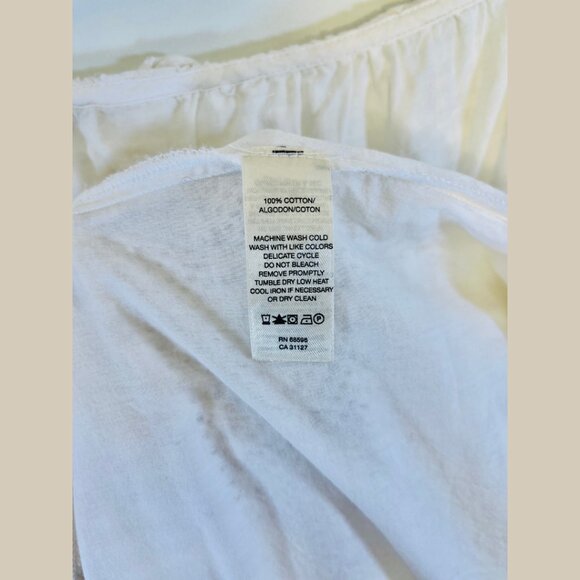 100% COTTON/
ALGODON/COTON
MACHINE WASH COLD
WASH WITH LIKE COLORS
DELICATE CYCLE
DO NOT BLEACH
REMOVE PROMPTLY
TUMBLE DRY LOW HEAT
COOL IRON IF NECESSARY
OR DRY CLEAN
RN 68596
CA 31127